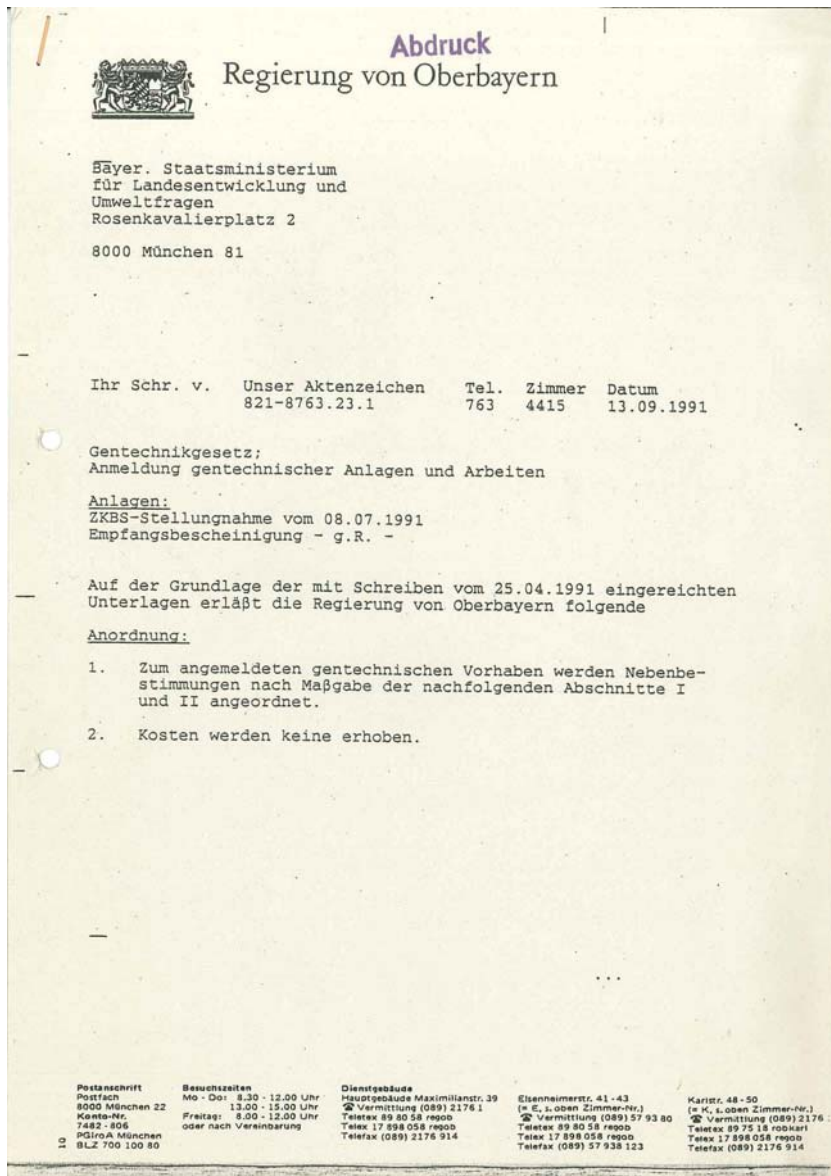 Abdruck
Regierung von Oberbayern
Bayer. Staatsministerium
für Landesentwicklung und
Umweltfragen
Rosenkavalierplatz 2
8000 München 81
Ihr Schr. v. Unser Aktenzeichen Tel. Zimmer Datum
821-8763.23.1 763 4415 13.09.1991
Gentechnikgesetz;
Anmeldung gentechnischer Anlagen und Arbeiten
Anlagen:
ZKBS-Stellungnahme vom 08.07.1991
Empfangsbescheinigung - g.R. -
Auf der Grundlage der mit Schreiben vom 25.04.1991 eingereichten
Unterlagen erläßt die Regierung von Oberbayern folgende
Anordnung:
1. Zum angemeldeten gentechnischen Vorhaben werden Nebenbe-
stimmungen nach Maßgabe der nachfolgenden Abschnitte I
und II angeordnet.
2. Kosten werden keine erhoben.
...
Postanschrift
Postfach
8000 München 22
Konto-Nr.
7482 - 806
PGiroA München
BLZ 700 100 80
Besuchszeiten
Mo - Do: 8.30 - 12.00 Uhr
13.00 - 15.00 Uhr
Freitag: 8.00 - 12.00 Uhr
oder nach Vereinbarung
Dienstgebäude
Hauptgebäude Maximilianstr. 39
☎ Vermittlung (089) 2176 1
Teletex 89 80 58 regob
Telex 17 898 058 regob
Telefax (089) 2176 914
Elsenheimerstr. 41 - 43
(= E, s. oben Zimmer-Nr.)
☎ Vermittlung (089) 57 93 80
Teletex 89 80 58 regob
Telex 17 898 058 regob
Telefax (089) 57 938 123
Karlstr. 48 - 50
(= K, s. oben Zimmer-Nr.)
☎ Vermittlung (089) 2176
Teletex 89 75 18 robkarl
Telex 17 898 058 regob
Telefax (089) 2176 914